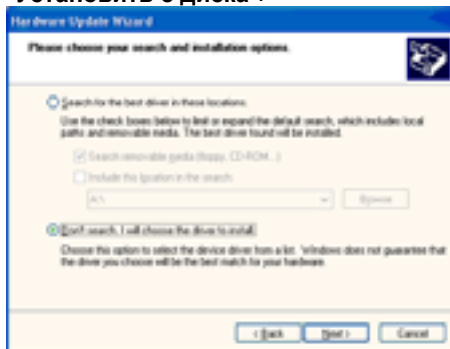 Установить с диска
Hardware Update Wizard
Please choose your search and installation options.
Search for the best driver in these locations.
Use the check boxes below to limit or expand the default search, which includes local
paths and removable media. The best driver found will be installed.
Search removable media (floppy, CD-ROM...)
Include this location in the search:
A:\
Browse
Don't search. I will choose the driver to install.
Choose this option to select the device driver from a list. Windows does not guarantee that
the driver you choose will be the best match for your hardware.
< Back Next > Cancel